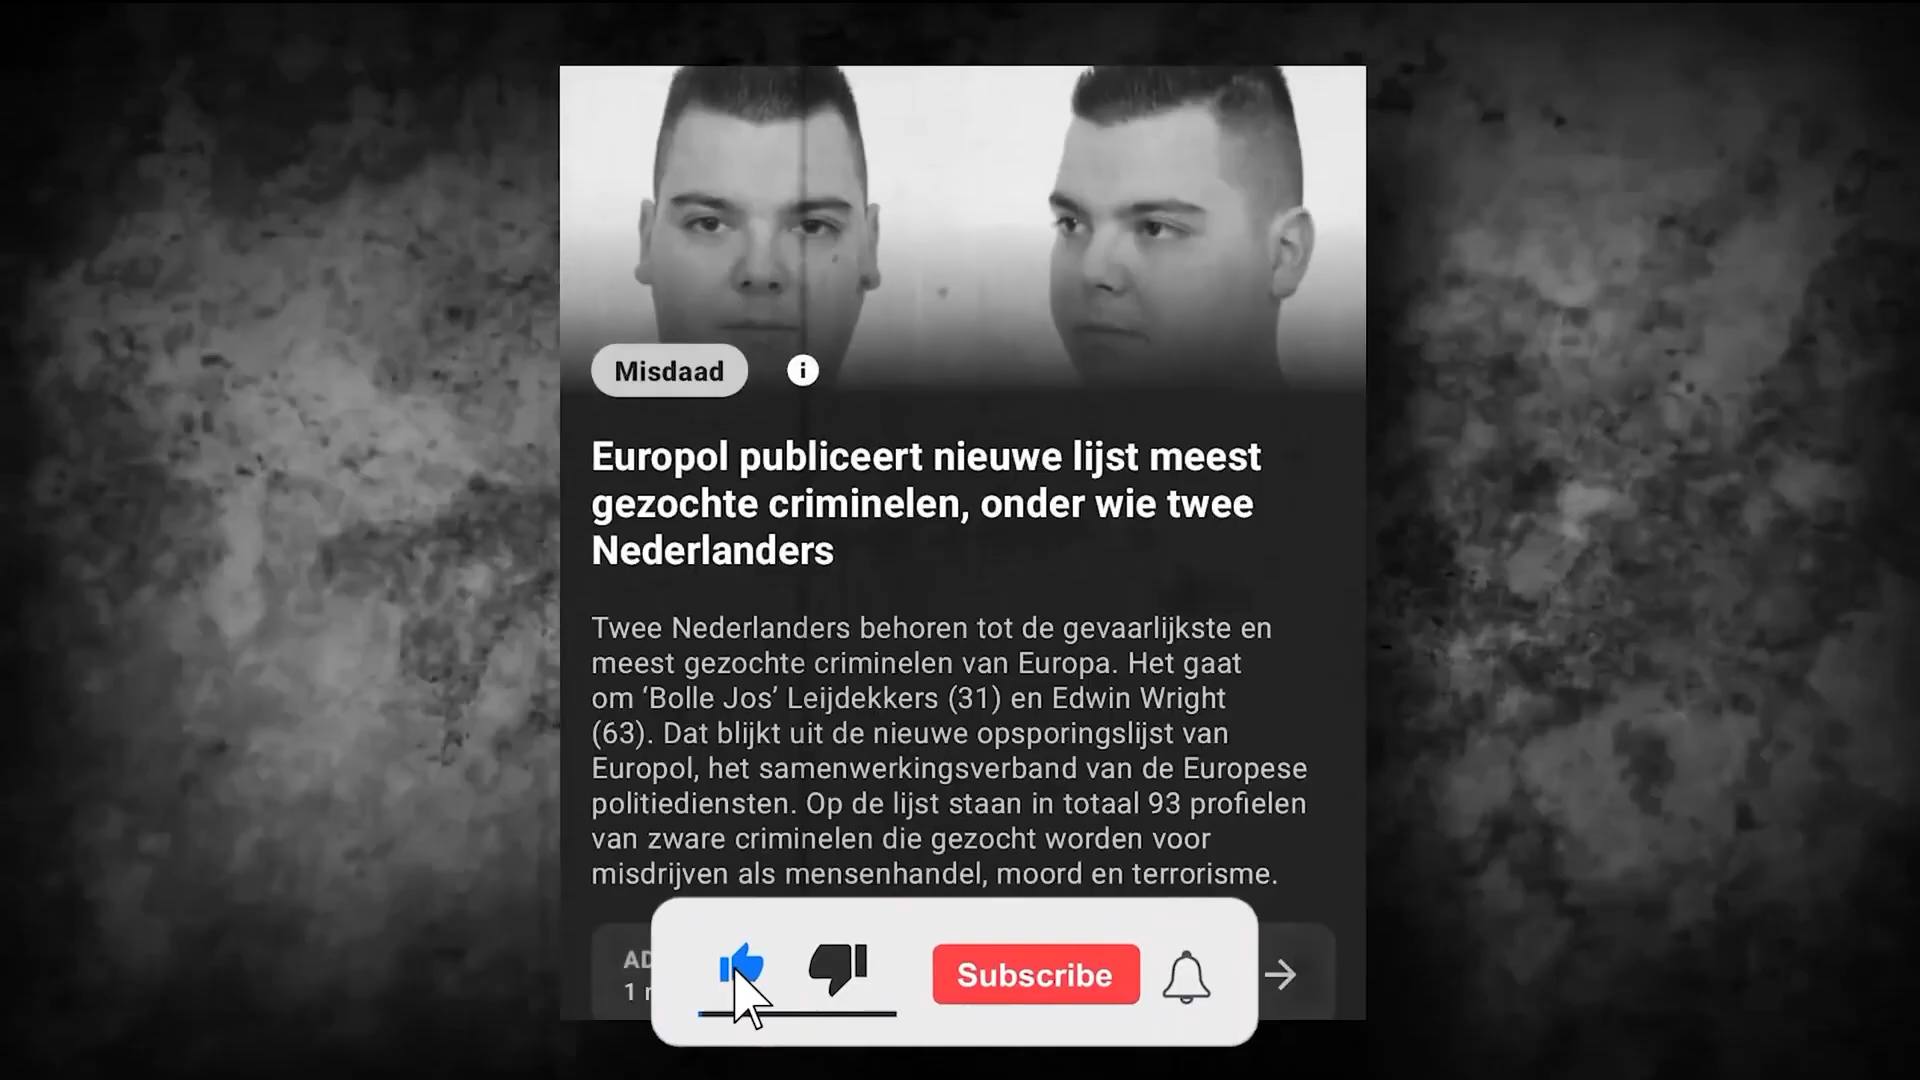 Misdaad
Europol publiceert nieuwe lijst meest
gezochte criminelen, onder wie twee
Nederlanders
Twee Nederlanders behoren tot de gevaarlijkste en
meest gezochte criminelen van Europa. Het gaat
om ‘Bolle Jos’ Leijdekkers (31) en Edwin Wright
(63). Dat blijkt uit de nieuwe opsporingslijst van
Europol, het samenwerkingsverband van de Europese
politiediensten. Op de lijst staan in totaal 93 profielen
van zware criminelen die gezocht worden voor
misdrijven als mensenhandel, moord en terrorisme.
AD
1
Subscribe